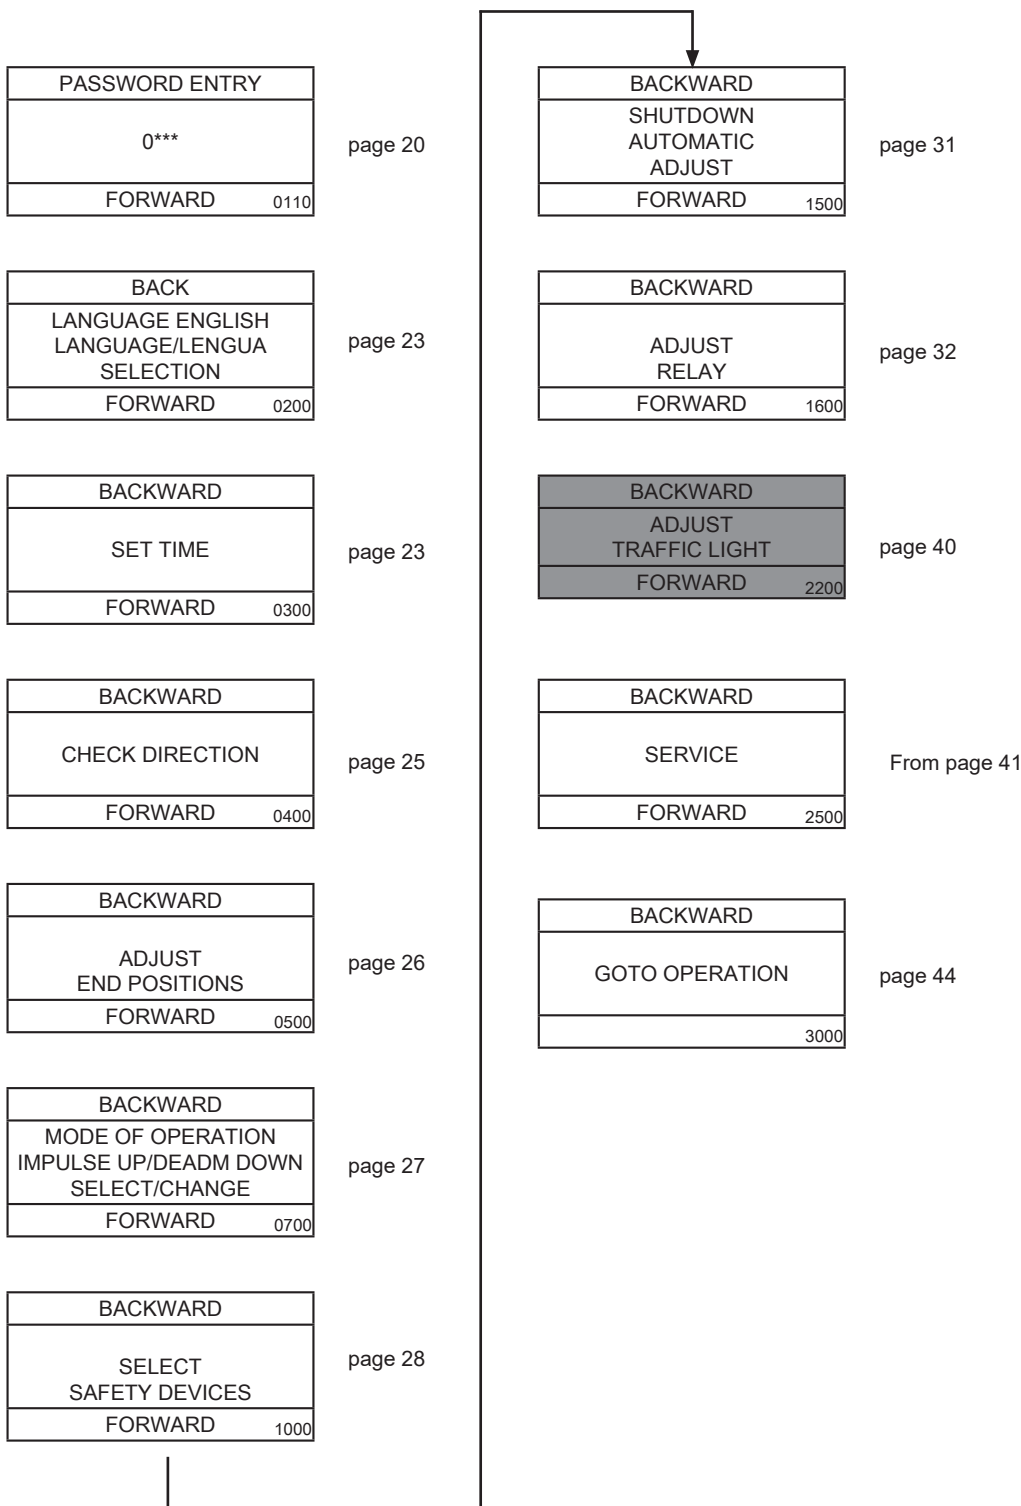 PASSWORD ENTRY
0***
FORWARD 0110
page 20
BACK
LANGUAGE ENGLISH
LANGUAGE/LENGUA
SELECTION
FORWARD 0200
page 23
BACKWARD
SET TIME
FORWARD 0300
page 23
BACKWARD
CHECK DIRECTION
FORWARD 0400
page 25
BACKWARD
ADJUST
END POSITIONS
FORWARD 0500
page 26
BACKWARD
MODE OF OPERATION
IMPULSE UP/DEADM DOWN
SELECT/CHANGE
FORWARD 0700
page 27
BACKWARD
SELECT
SAFETY DEVICES
FORWARD 1000
page 28
BACKWARD
SHUTDOWN
AUTOMATIC
ADJUST
FORWARD 1500
page 31
BACKWARD
ADJUST
RELAY
FORWARD 1600
page 32
BACKWARD
ADJUST
TRAFFIC LIGHT
FORWARD 2200
page 40
BACKWARD
SERVICE
FORWARD 2500
From page 41
BACKWARD
GOTO OPERATION
3000
page 44